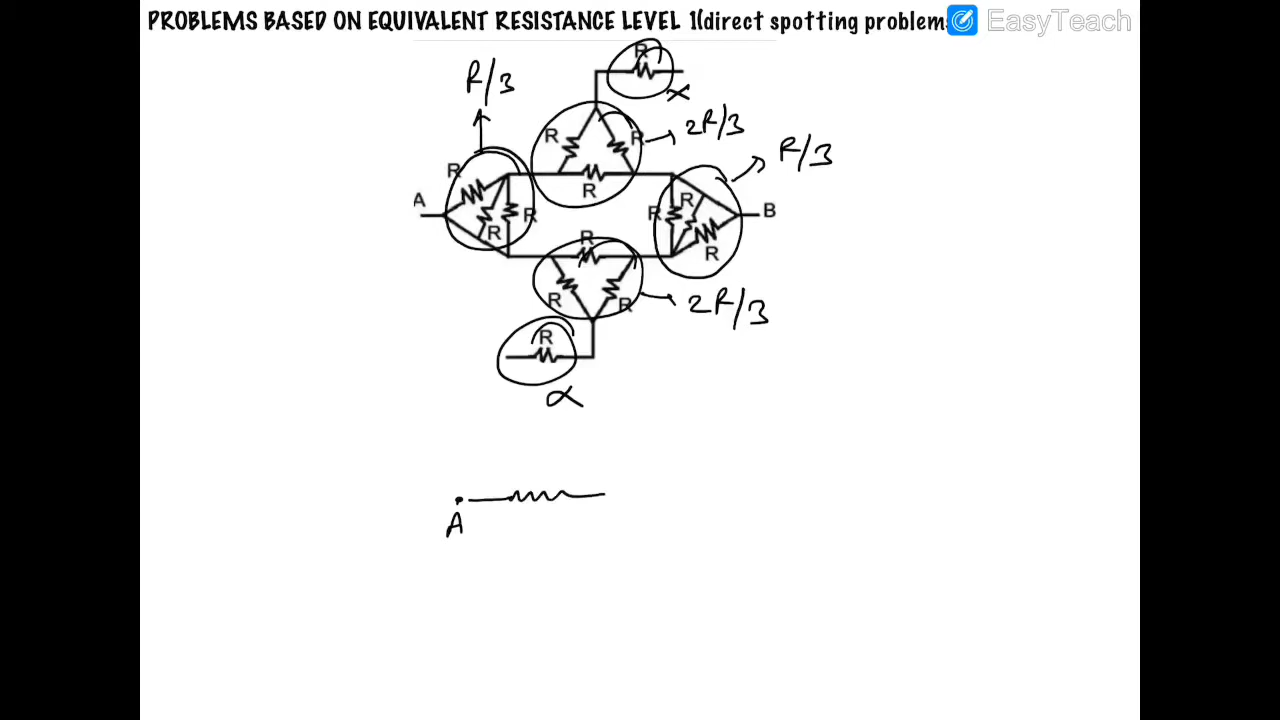 PROBLEMS BASED ON EQUIVALENT RESISTANCE LEVEL 1(direct spotting problem
EasyTeach
R
x
R/3
R R 2R/3
R
R/3
R
A R R
R
R B
R
R
R
R R 2R/3
R
x
A